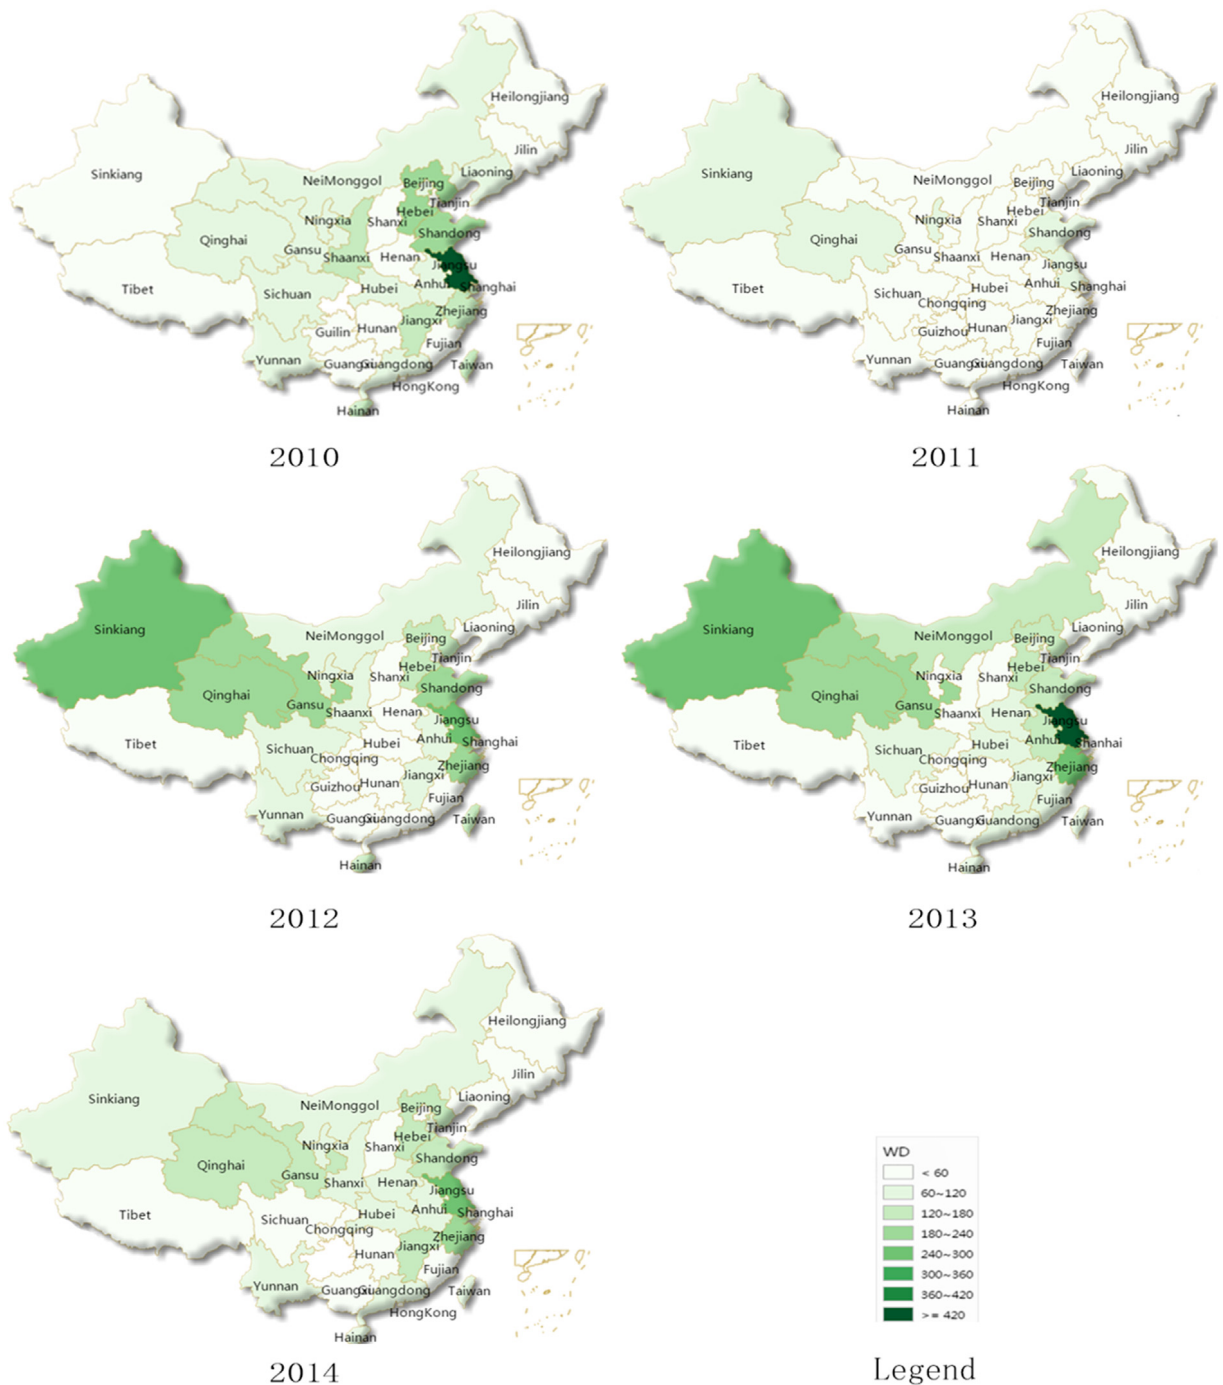 Heilongjiang
Jilin
Liaoning
Sinkiang
NeiMonggol
Beijing
Tianjin
Hebei
Ningxia
Shanxi
Shandong
Qinghai
Gansu
Shaanxi
Henan
Jiangsu
Tibet
Sichuan
Hubei
Anhui
Shanghai
Zhejiang
Guilin
Hunan
Jiangxi
Fujian
Yunnan
Guangxi
Guangdong
Taiwan
HongKong
Hainan
2010
Heilongjiang
Jilin
Liaoning
Sinkiang
NeiMonggol
Beijing
Tianjin
Hebei
Ningxia
Shanxi
Shandong
Qinghai
Gansu
Shaanxi
Henan
Jiangsu
Tibet
Sichuan
Hubei
Anhui
Shanghai
Chongqing
Zhejiang
Guizhou
Hunan
Jiangxi
Fujian
Yunnan
Guangxi
Guangdong
Taiwan
HongKong
Hainan
2011
Heilongjiang
Jilin
Liaoning
Sinkiang
NeiMonggol
Beijing
Tianjin
Hebei
Ningxia
Shanxi
Shandong
Qinghai
Gansu
Shaanxi
Henan
Jiangsu
Tibet
Sichuan
Hubei
Anhui
Shanghai
Chongqing
Zhejiang
Guizhou
Hunan
Jiangxi
Fujian
Yunnan
Guangxi
Guangdong
Taiwan
Hainan
2012
Heilongjiang
Jilin
Liaoning
Sinkiang
NeiMonggol
Beijing
Tianjin
Hebei
Ningxia
Shanxi
Shandong
Qinghai
Gansu
Shaanxi
Henan
Jiangsu
Tibet
Sichuan
Hubei
Anhui
Shanhai
Chongqing
Zhejiang
Guizhou
Hunan
Jiangxi
Fujian
Yunnan
Guangxi
Guandong
Taiwan
Hainan
2013
Heilongjiang
Jilin
Liaoning
Sinkiang
NeiMonggol
Beijing
Tianjin
Hebei
Ningxia
Shanxi
Shandong
Qinghai
Gansu
Shanxi
Henan
Jiangsu
Tibet
Sichuan
Hubei
Anhui
Shanghai
Chongqing
Zhejiang
Hunan
Jiangxi
Fujian
Yunnan
Guangxi
Guangdong
Taiwan
HongKong
Hainan
2014
WD
< 60
60~120
120~180
180~240
240~300
300~360
360~420
>= 420
Legend